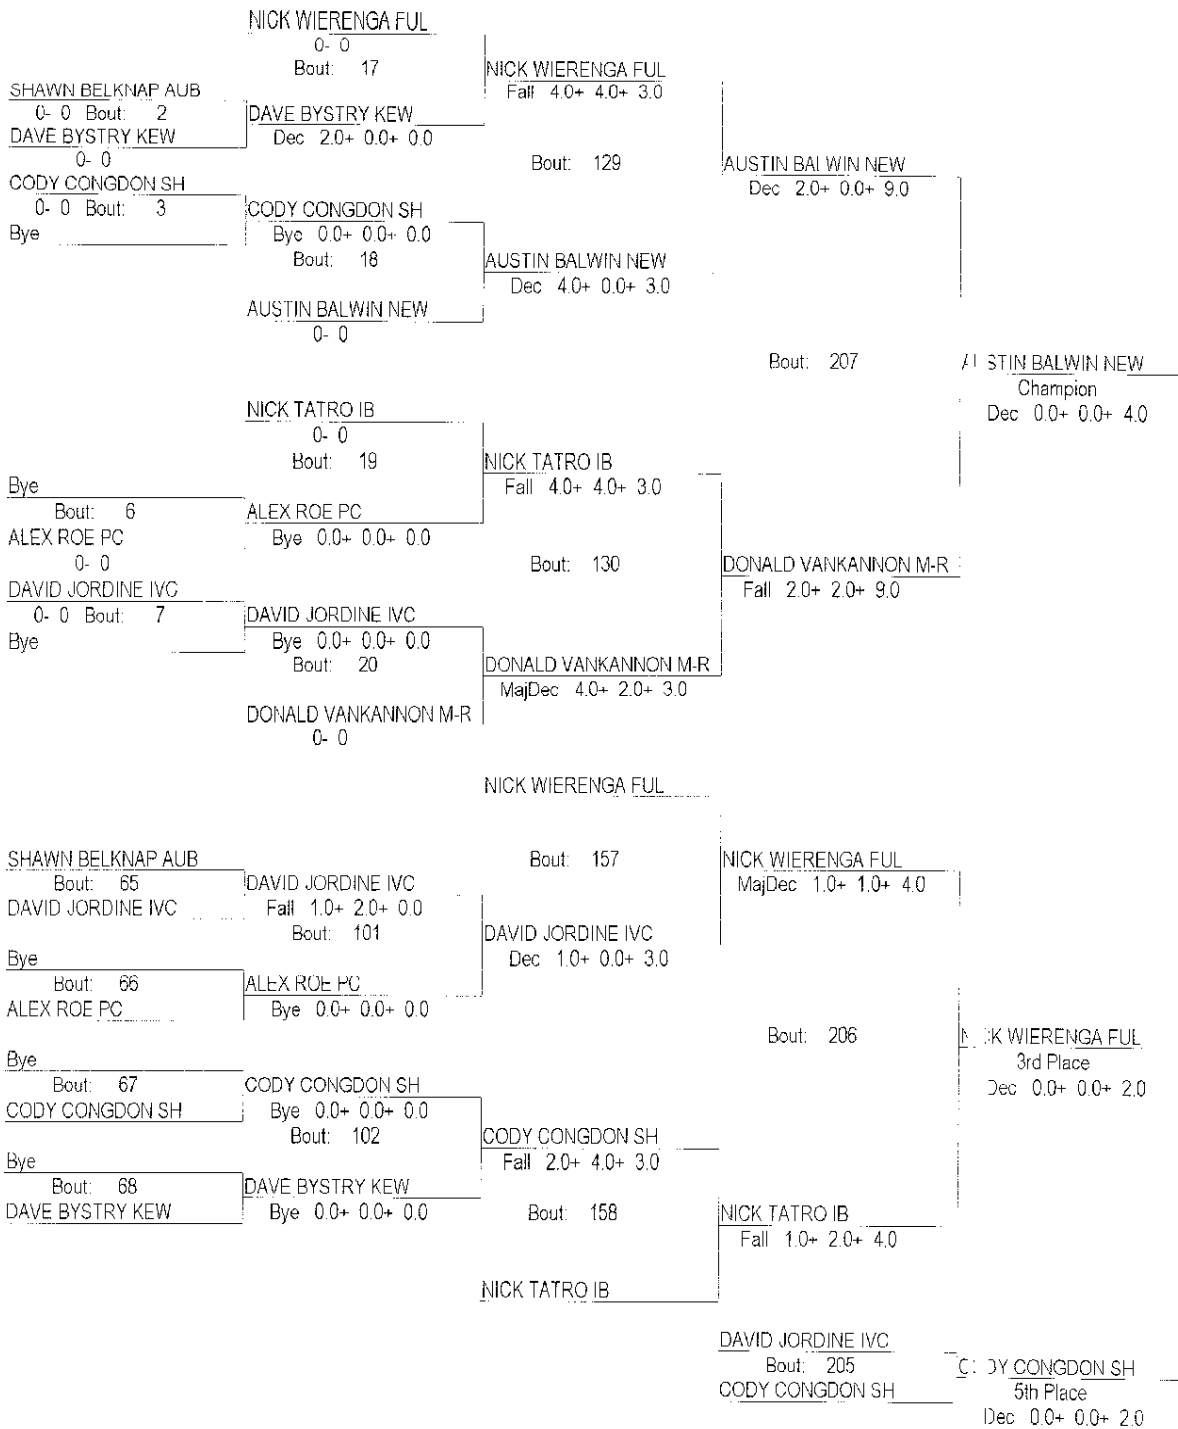 NICK WIERENGA FUL
0- 0
Bout: 17
NICK WIERENGA FUL
Fall 4.0+ 4.0+ 3.0
SHAWN BELKNAP AUB
0- 0 Bout: 2
DAVE BYSTRY KEW
Dec 2.0+ 0.0+ 0.0
DAVE BYSTRY KEW
0- 0
Bout: 129
AUSTIN BALWIN NEW
Dec 2.0+ 0.0+ 9.0
CODY CONGDON SH
0- 0 Bout: 3
CODY CONGDON SH
Bye 0.0+ 0.0+ 0.0
Bye
Bout: 18
AUSTIN BALWIN NEW
Dec 4.0+ 0.0+ 3.0
AUSTIN BALWIN NEW
0- 0
Bout: 207
STIN BALWIN NEW
Champion
Dec 0.0+ 0.0+ 4.0
NICK TATRO IB
0- 0
Bout: 19
NICK TATRO IB
Fall 4.0+ 4.0+ 3.0
Bye
Bout: 6
ALEX ROE PC
Bye 0.0+ 0.0+ 0.0
ALEX ROE PC
0- 0
Bout: 130
DONALD VANKANNON M-R
Fall 2.0+ 2.0+ 9.0
DAVID JORDINE IVC
0- 0 Bout: 7
DAVID JORDINE IVC
Bye 0.0+ 0.0+ 0.0
Bye
Bout: 20
DONALD VANKANNON M-R
MajDec 4.0+ 2.0+ 3.0
DONALD VANKANNON M-R
0- 0
NICK WIERENGA FUL
Bout: 157
NICK WIERENGA FUL
MajDec 1.0+ 1.0+ 4.0
SHAWN BELKNAP AUB
Bout: 65
DAVID JORDINE IVC
Fall 1.0+ 2.0+ 0.0
DAVID JORDINE IVC
Bout: 101
DAVID JORDINE IVC
Dec 1.0+ 0.0+ 3.0
Bye
Bout: 66
ALEX ROE PC
Bye 0.0+ 0.0+ 0.0
ALEX ROE PC
Bout: 206
K WIERENGA FUL
3rd Place
Dec 0.0+ 0.0+ 2.0
Bye
Bout: 67
CODY CONGDON SH
Bye 0.0+ 0.0+ 0.0
CODY CONGDON SH
Bout: 102
CODY CONGDON SH
Fall 2.0+ 4.0+ 3.0
Bye
Bout: 68
DAVE BYSTRY KEW
Bye 0.0+ 0.0+ 0.0
DAVE BYSTRY KEW
Bout: 158
NICK TATRO IB
Fall 1.0+ 2.0+ 4.0
NICK TATRO IB
DAVID JORDINE IVC
Bout: 205
CODY CONGDON SH
DY CONGDON SH
5th Place
Dec 0.0+ 0.0+ 2.0